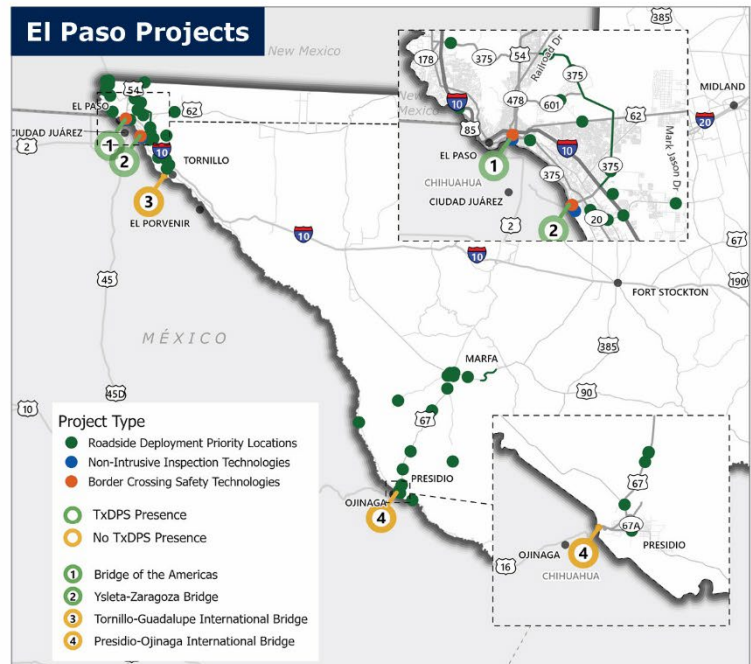 El Paso Projects
New Mexico
385
54
EL PASO
62
CIUDAD JUÁREZ
2
10
1
2
TORNILLO
3
EL PORVENIR
10
10
45
MÉXICO
45D
10
178
375
54
Railroad Dr
375
New
Mexico
10
478
601
85
62
EL PASO
10
1
375
375
Mark Jason Dr
CHIHUAHUA
CIUDAD JUÁREZ
2
2
20
MIDLAND
20
67
190
FORT STOCKTON
385
MARFA
90
67
PRESIDIO
OJINAGA
4
16
67
67A
PRESIDIO
OJINAGA
4
CHIHUAHUA
Project Type
Roadside Deployment Priority Locations
Non-Intrusive Inspection Technologies
Border Crossing Safety Technologies
TxDPS Presence
No TxDPS Presence
1 Bridge of the Americas
2 Ysleta-Zaragoza Bridge
3 Tornillo-Guadalupe International Bridge
4 Presidio-Ojinaga International Bridge